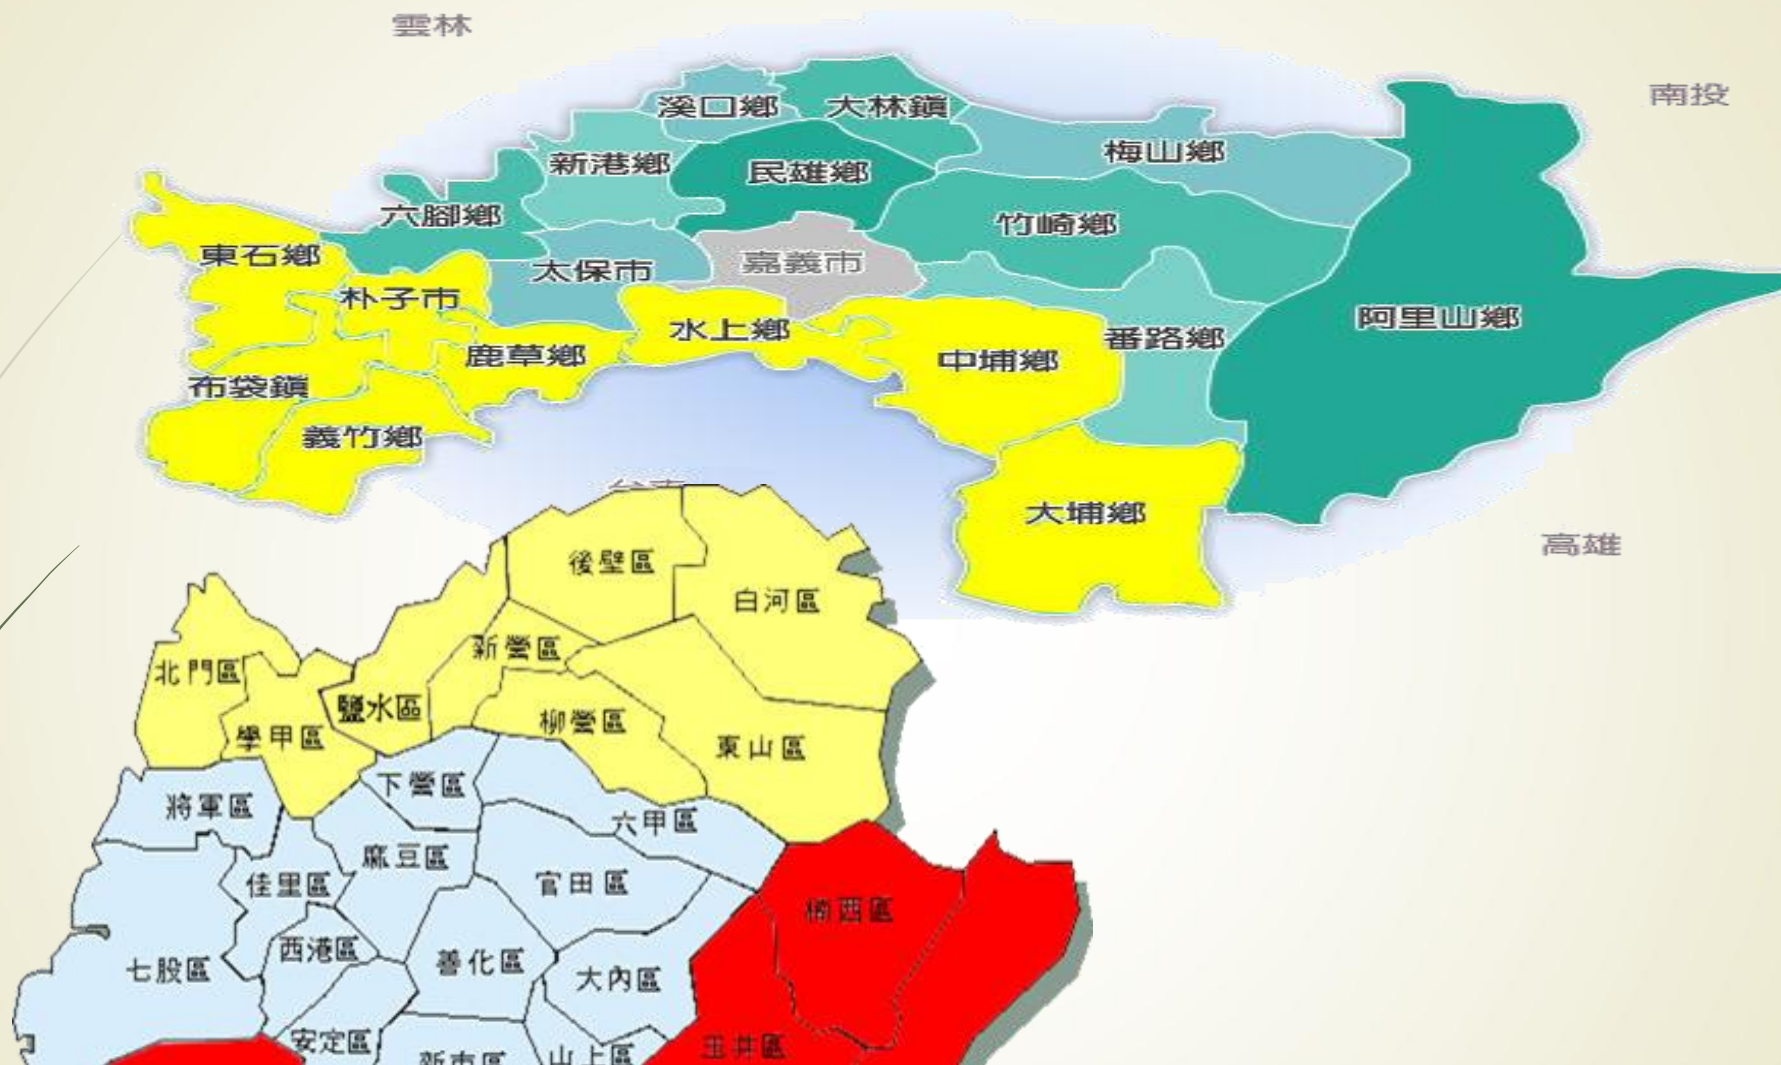 雲林
南投
溪口鄉
大林鎮
梅山鄉
新港鄉
民雄鄉
六腳鄉
竹崎鄉
東石鄉
太保市
嘉義市
朴子市
水上鄉
阿里山鄉
番路鄉
鹿草鄉
中埔鄉
布袋鎮
義竹鄉
大埔鄉
高雄
後壁區
白河區
新營區
北門區
鹽水區
柳營區
學甲區
東山區
下營區
將軍區
六甲區
麻豆區
佳里區
官田區
楠西區
西港區
善化區
七股區
大內區
安定區
玉井區
山上區